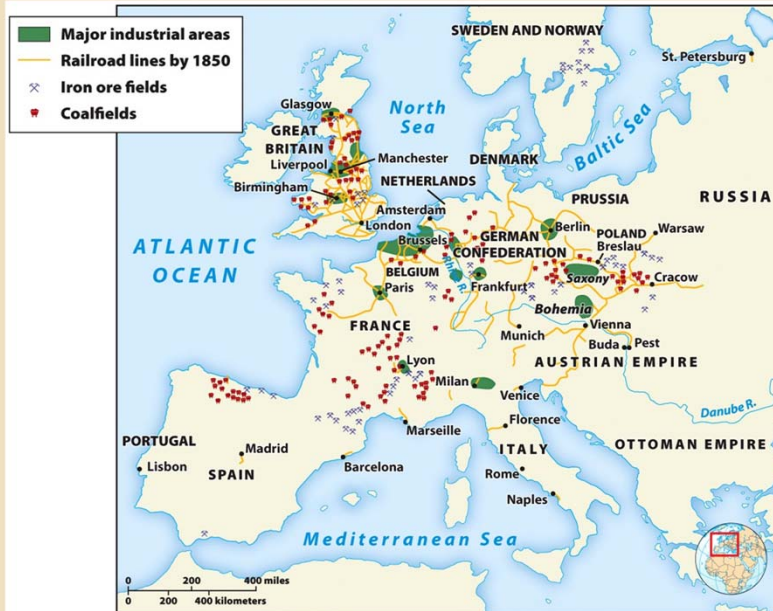 Major industrial areas
Railroad lines by 1850
Iron ore fields
Coalfields
SWEDEN AND NORWAY
St. Petersburg
Glasgow
North
Sea
Baltic Sea
GREAT
BRITAIN
Liverpool
Manchester
DENMARK
Birmingham
NETHERLANDS
PRUSSIA
RUSSIA
Amsterdam
London
Berlin
POLAND
Warsaw
ATLANTIC
OCEAN
Brussels
GERMAN
CONFEDERATION
Breslau
BELGIUM
Rhine R.
Frankfurt
Saxony
Cracow
Paris
Bohemia
FRANCE
Munich
Vienna
Buda
Pest
AUSTRIAN EMPIRE
Lyon
Milan
Venice
Danube R.
Marseille
Florence
PORTUGAL
Madrid
ITALY
OTTOMAN EMPIRE
Lisbon
SPAIN
Barcelona
Rome
Naples
Mediterranean Sea
0 200 400 miles
0 200 400 kilometers